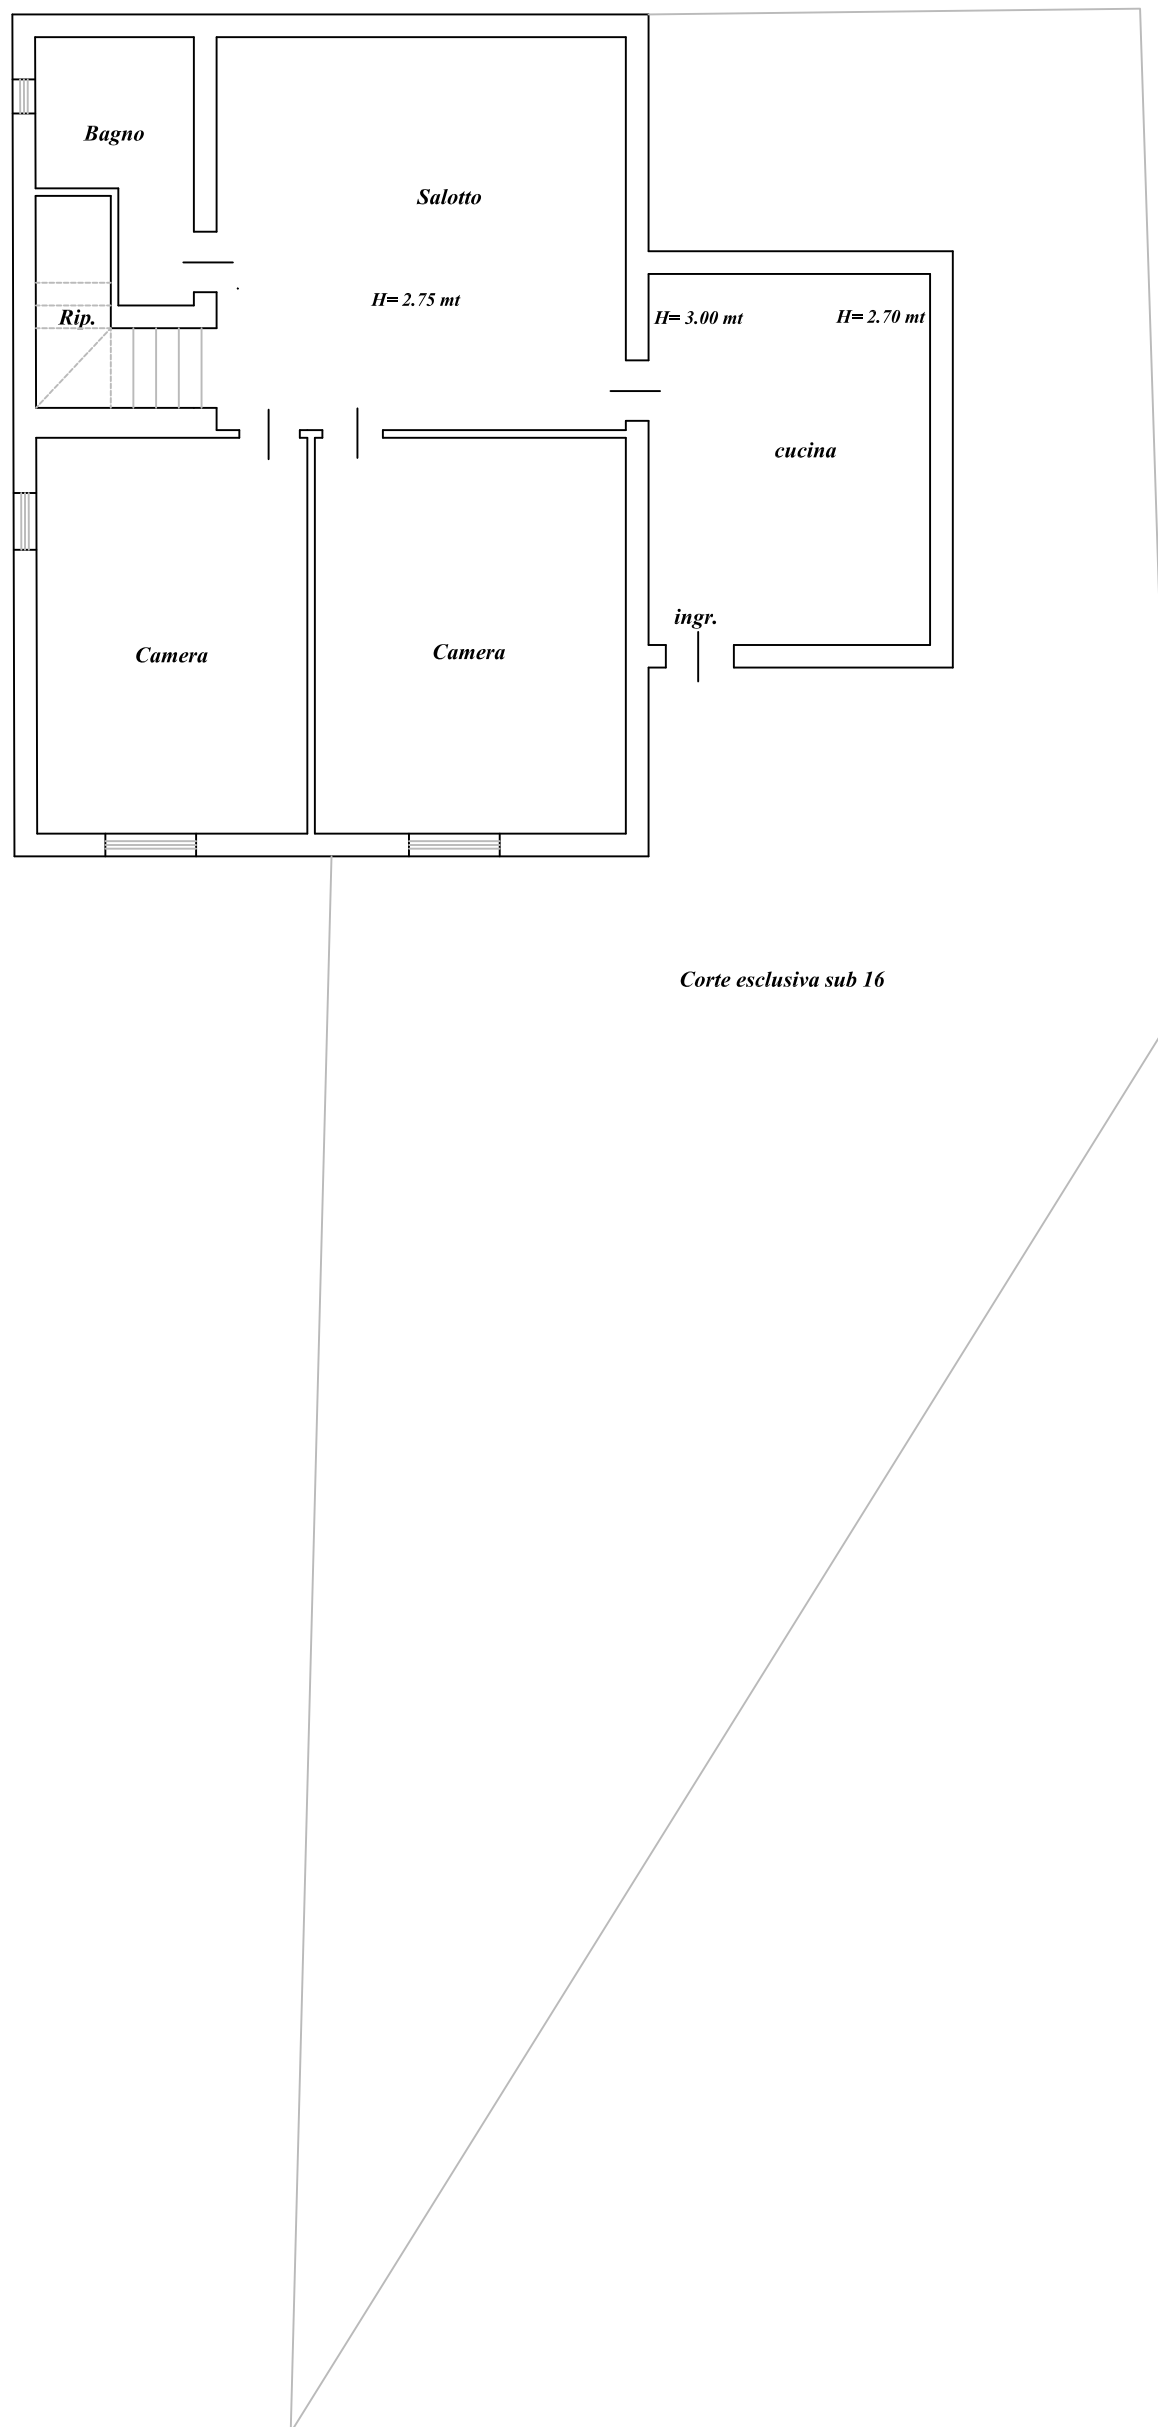 Bagno
Salotto
H= 2.75 mt
Rip.
H= 3.00 mt
H= 2.70 mt
cucina
ingr.
Camera
Camera
Corte esclusiva sub 16